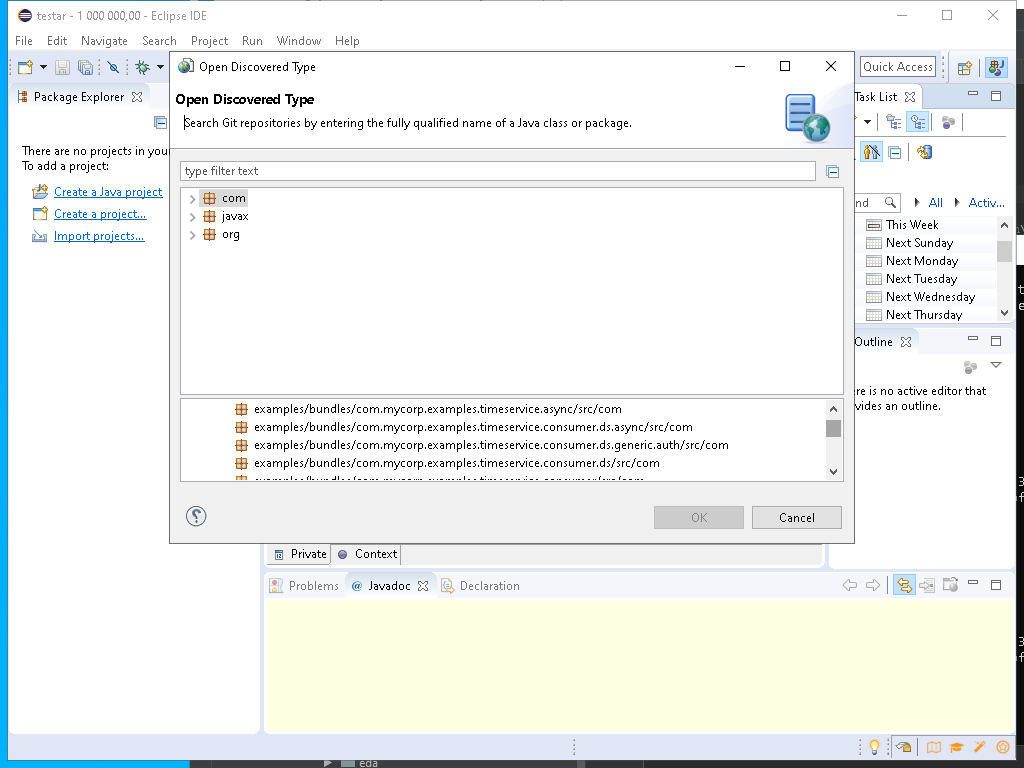 testar - 1 000 000,00 - Eclipse IDE
File Edit Navigate Search Project Run Window Help
Open Discovered Type
Quick Access
Package Explorer
Open Discovered Type
Search Git repositories by entering the fully qualified name of a Java class or package.
Task List
There are no projects in your
To add a project:
Create a Java project
Create a project...
Import projects...
type filter text
com
javax
org
All Activ...
This Week
Next Sunday
Next Monday
Next Tuesday
Next Wednesday
Next Thursday
Outline
no active editor that
an outline.
examples/bundles/com.mycorp.examples.timeservice.async/src/com
examples/bundles/com.mycorp.examples.timeservice.consumer.ds.async/src/com
examples/bundles/com.mycorp.examples.timeservice.consumer.ds.generic.auth/src/com
examples/bundles/com.mycorp.examples.timeservice.consumer.ds/src/com
OK Cancel
Private Context
Problems @ Javadoc Declaration
eda